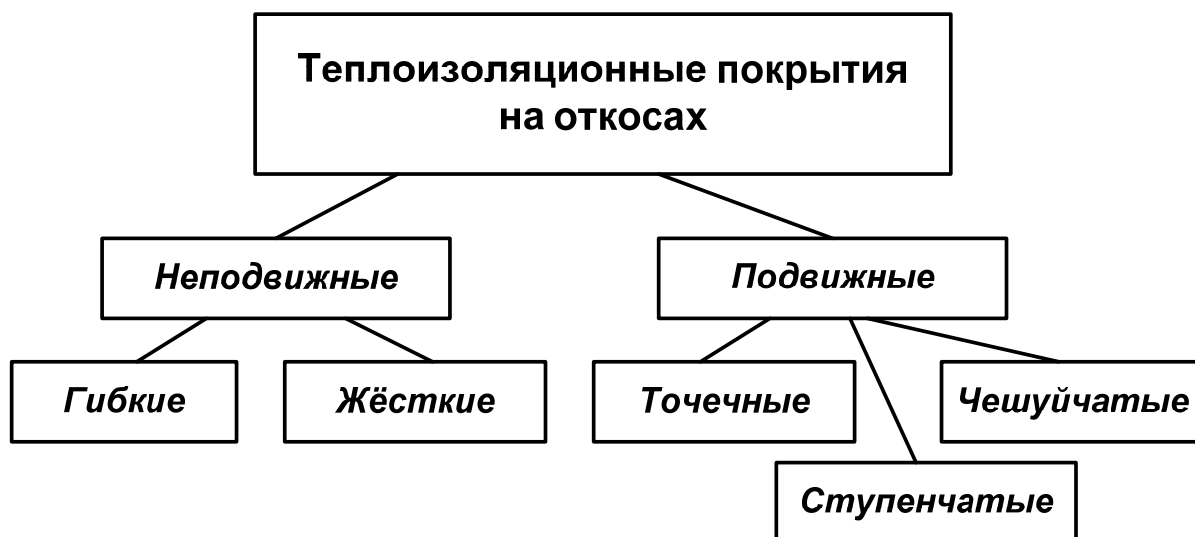 Теплоизоляционные покрытия
на откосах
Неподвижные
Подвижные
Гибкие
Жёсткие
Точечные
Чешуйчатые
Ступенчатые